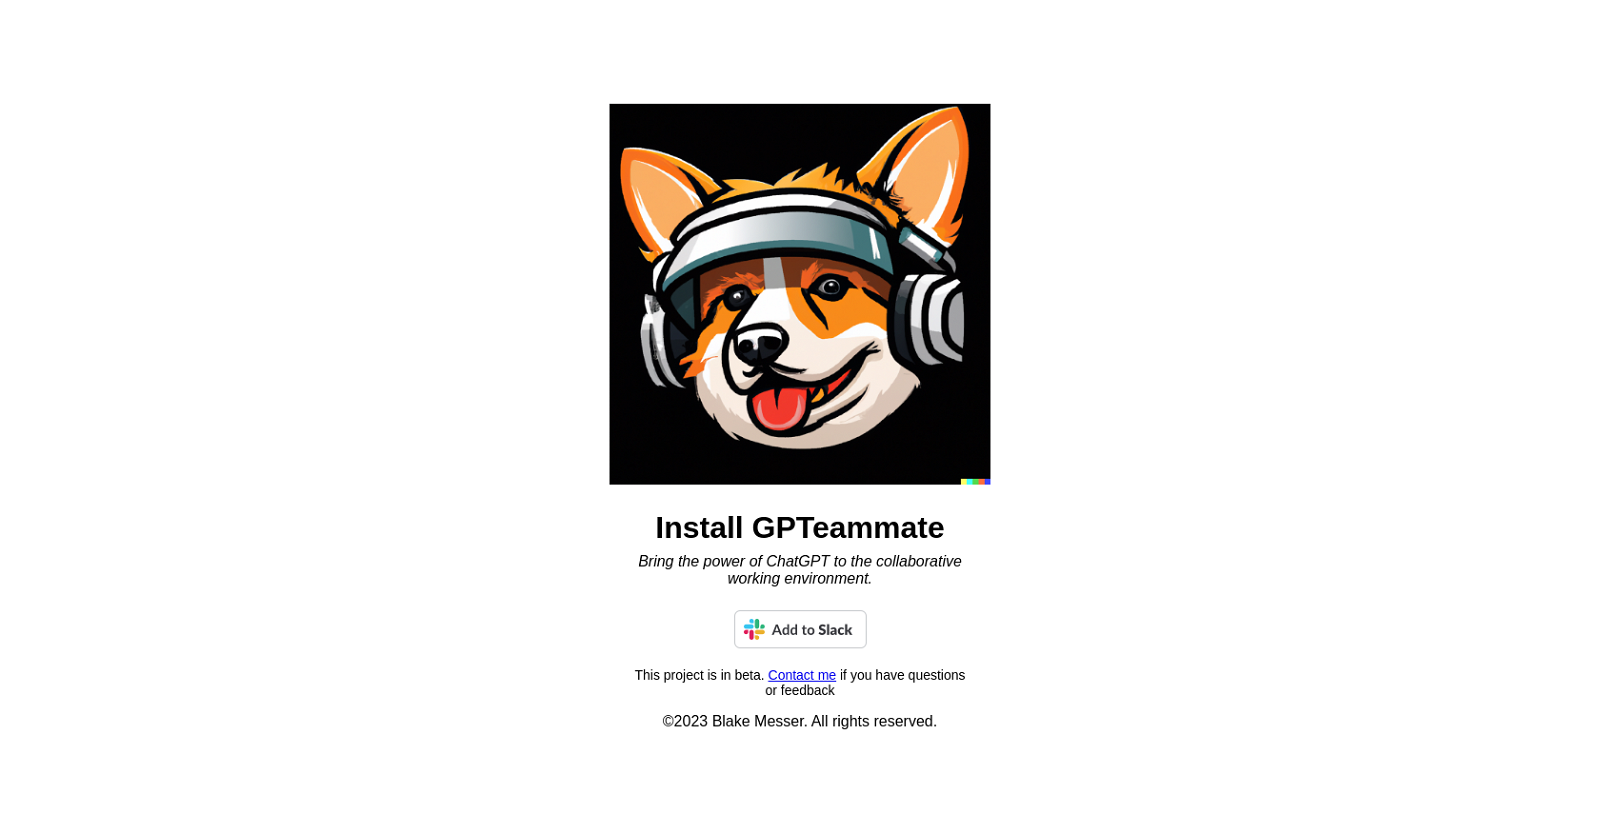 Install GPTeammate
Bring the power of ChatGPT to the collaborative
working environment.
Add to Slack
This project is in beta. Contact me if you have questions
or feedback
©2023 Blake Messer. All rights reserved.